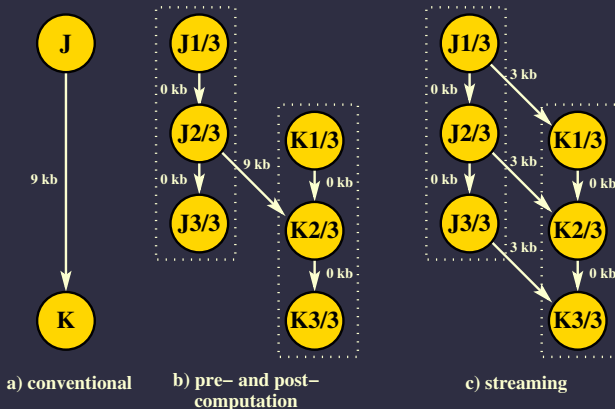 J
9 kb
K
a) conventional
J1/3
0 kb
J2/3
0 kb
J3/3
9 kb
K1/3
0 kb
K2/3
0 kb
K3/3
b) pre– and post–
computation
J1/3
0 kb
J2/3
0 kb
J3/3
3 kb
3 kb
3 kb
K1/3
0 kb
K2/3
0 kb
K3/3
c) streaming